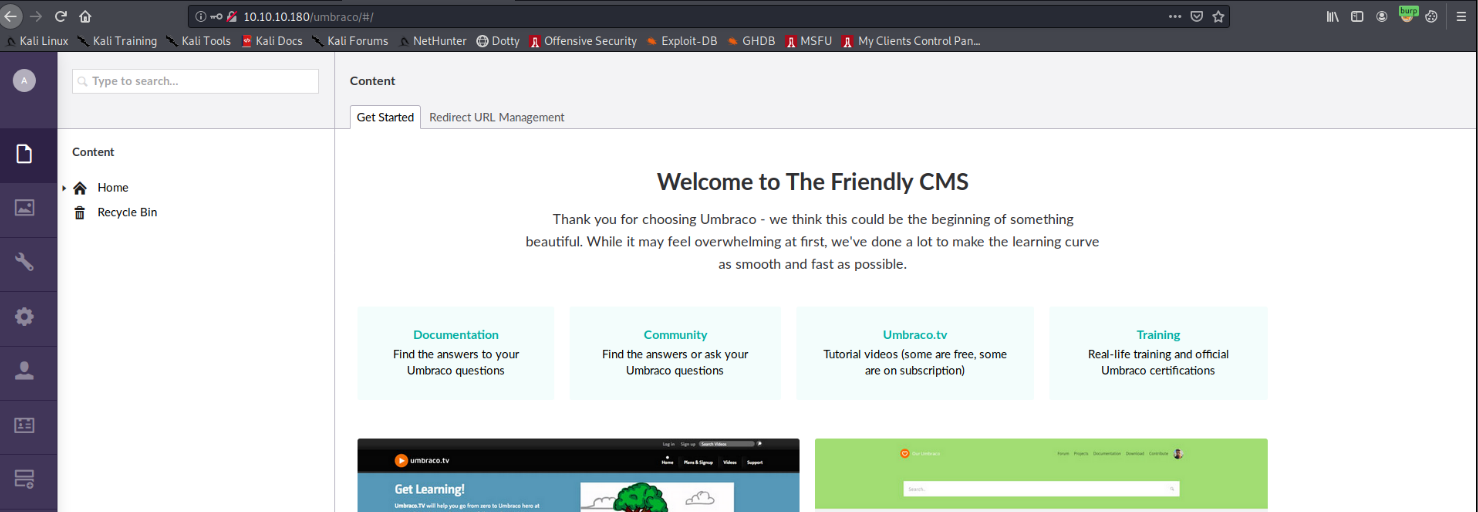 10.10.10.180/umbraco/#/
burp
Kali Linux Kali Training Kali Tools Kali Docs Kali Forums NetHunter Dotty Offensive Security Exploit-DB GHDB MSFU My Clients Control Pan...
A
Type to search...
Content
Get Started Redirect URL Management
Content
Home
Recycle Bin
Welcome to The Friendly CMS
Thank you for choosing Umbraco - we think this could be the beginning of something
beautiful. While it may feel overwhelming at first, we've done a lot to make the learning curve
as smooth and fast as possible.
Documentation
Find the answers to your
Umbraco questions
Community
Find the answers or ask your
Umbraco questions
Umbraco.tv
Tutorial videos (some are free, some
are on subscription)
Training
Real-life training and official
Umbraco certifications
Log in Sign up Search Videos
umbraco.tv
Home Plans & Signup Videos Support
Get Learning!
Umbraco.TV will help you go from zero to Umbraco here at
Our Umbraco
Forum Projects Documentation Download Contribute
Search...